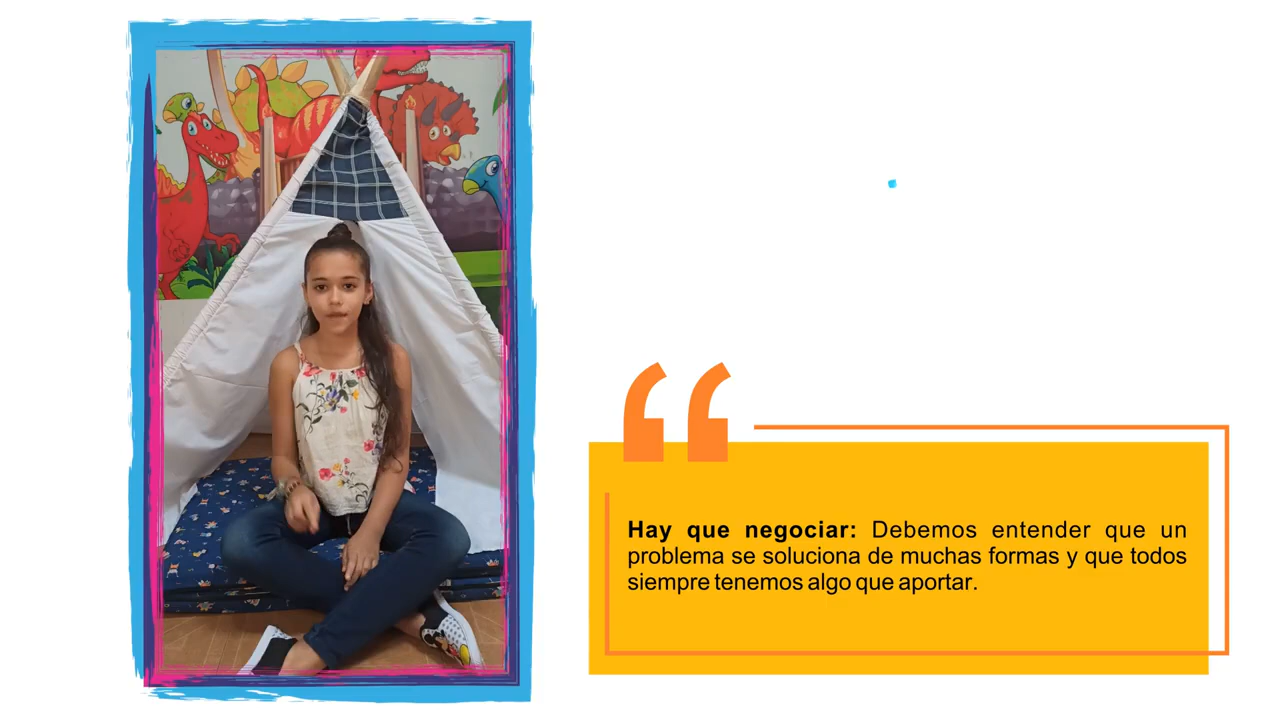 Hay que negociar: Debemos entender que un
problema se soluciona de muchas formas y que todos
siempre tenemos algo que aportar.